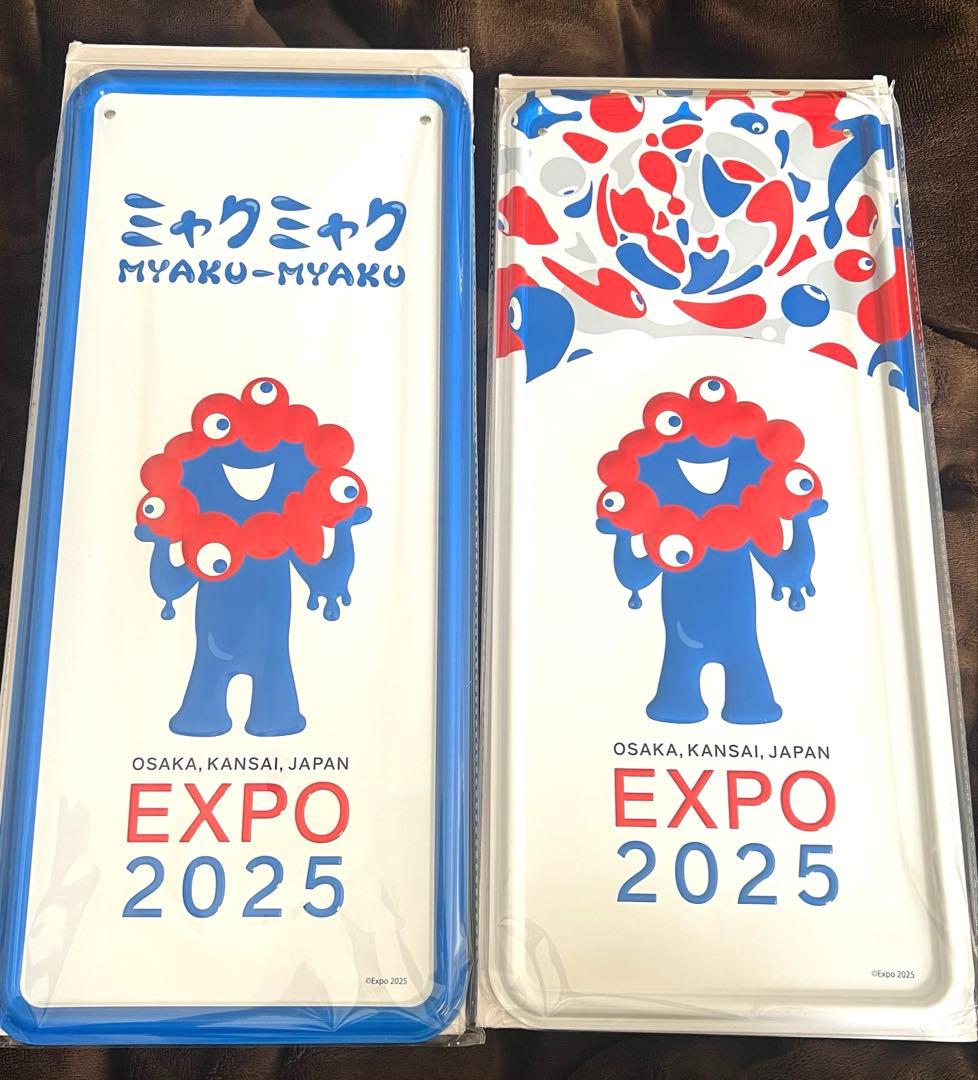 ミャクミャク
MYAKU-MYAKU
OSAKA, KANSAI, JAPAN
EXPO
2025
©Expo 2025
OSAKA, KANSAI, JAPAN
EXPO
2025
©Expo 2025